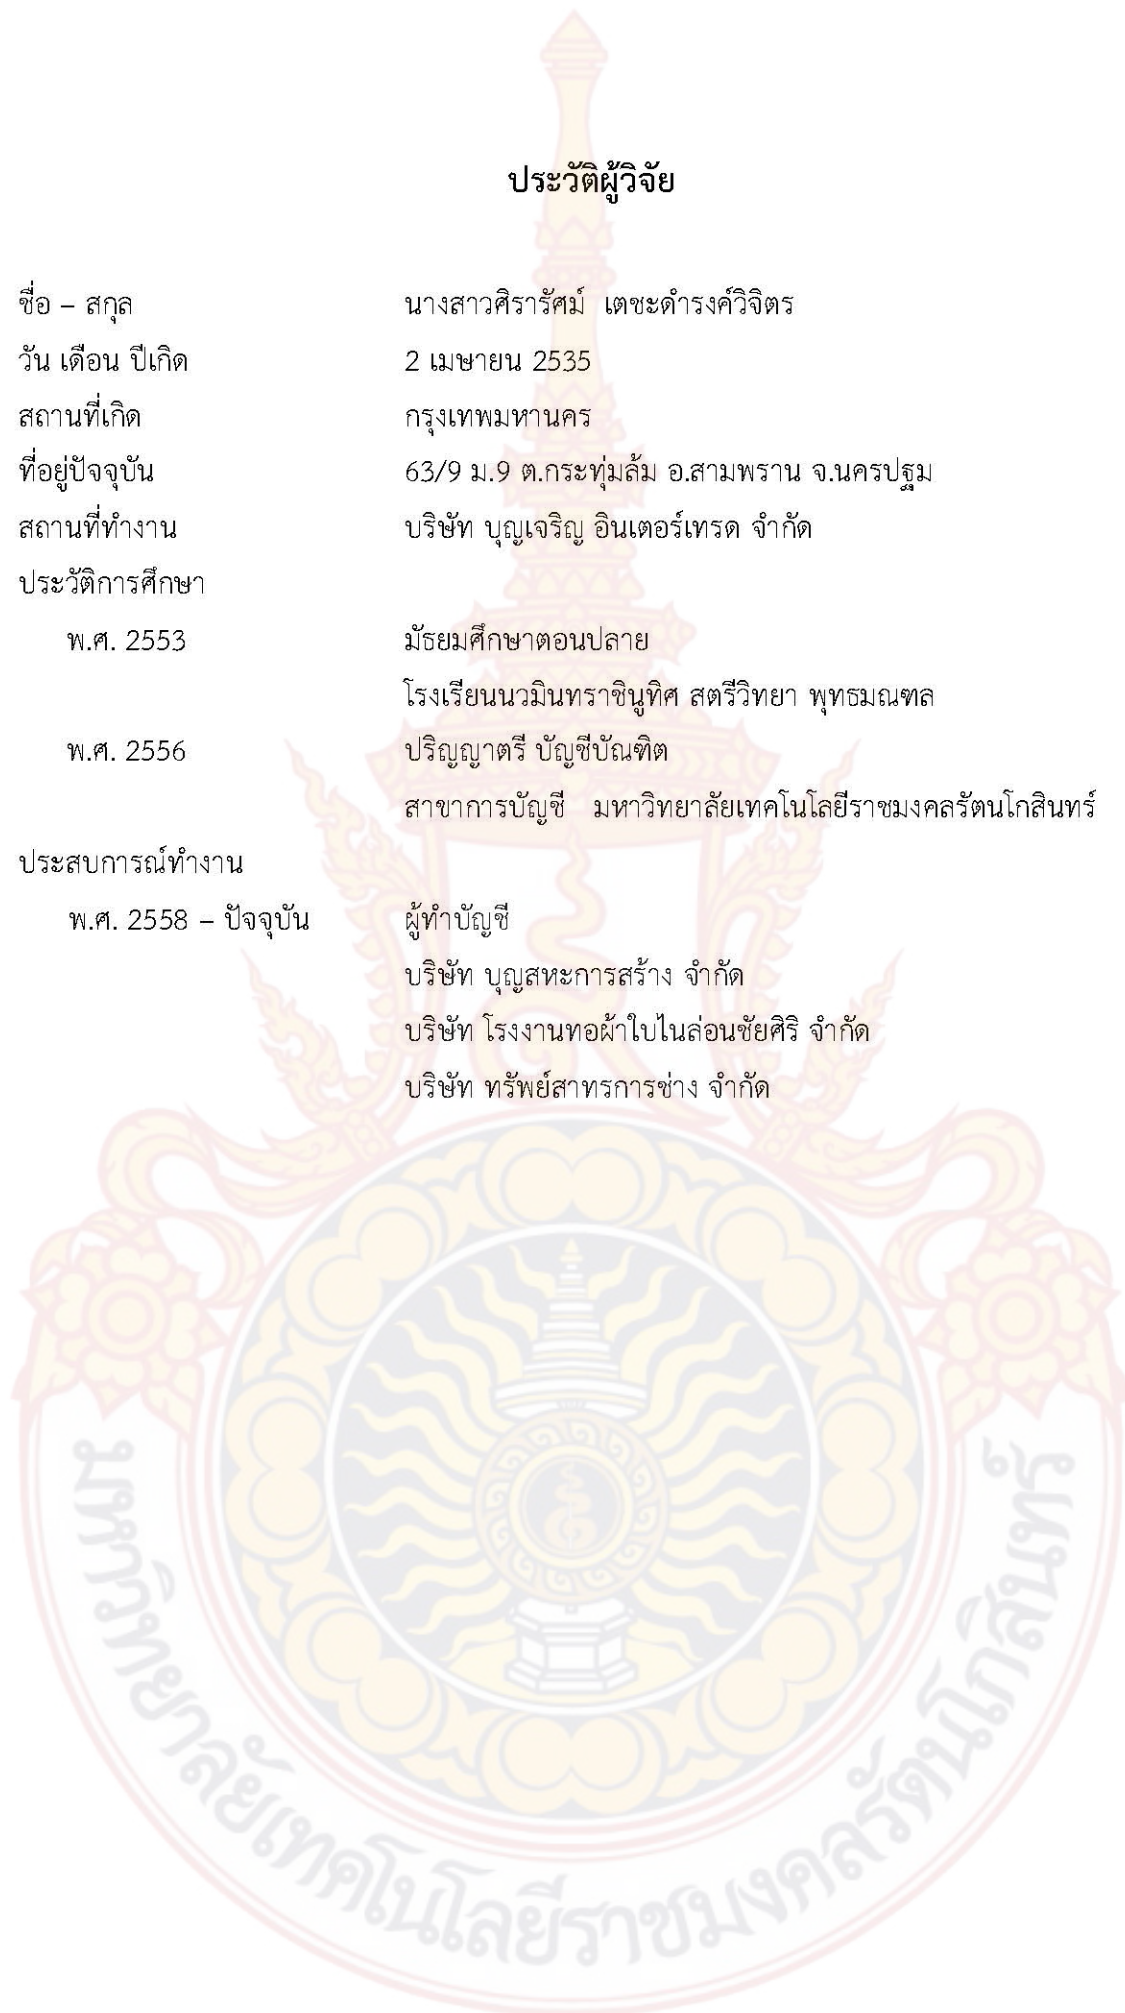 ประวัติผู้วิจัย
ชื่อ – สกุล นางสาวศิรารัศม์ เตชะดำรงค์วิจิตร
วัน เดือน ปีเกิด 2 เมษายน 2535
สถานที่เกิด กรุงเทพมหานคร
ที่อยู่ปัจจุบัน 63/9 ม.9 ต.กระทุ่มล้ม อ.สามพราน จ.นครปฐม
สถานที่ทำงาน บริษัท บุญเจริญ อินเตอร์เทรด จำกัด
ประวัติการศึกษา
พ.ศ. 2553 มัธยมศึกษาตอนปลาย
โรงเรียนนวมินทราชินูทิศ สตรีวิทยา พุทธมณฑล
พ.ศ. 2556 ปริญญาตรี บัญชีบัณฑิต
สาขาการบัญชี มหาวิทยาลัยเทคโนโลยีราชมงคลรัตนโกสินทร์
ประสบการณ์ทำงาน
พ.ศ. 2558 – ปัจจุบัน ผู้ทำบัญชี
บริษัท บุญสหะการสร้าง จำกัด
บริษัท โรงงานทอผ้าใบไนล่อนชัยศิริ จำกัด
บริษัท ทรัพย์สาทรการช่าง จำกัด
มหาวิทยาลัยเทคโนโลยีราชมงคลรัตนโกสินทร์